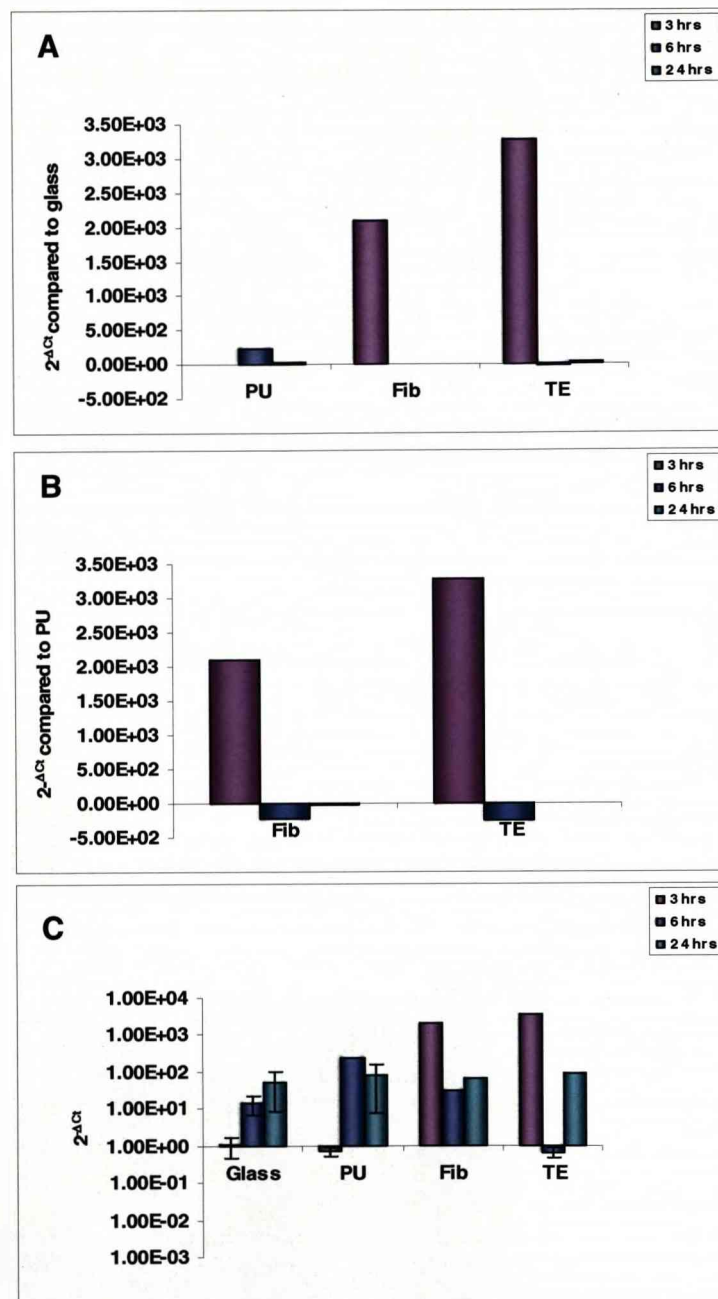 A
3 hrs
6 hrs
24 hrs
3.50E+03
3.00E+03
2.50E+03
2.00E+03
1.50E+03
1.00E+03
5.00E+02
0.00E+00
-5.00E+02
2^-ΔCt compared to glass
PU Fib TE
B
3 hrs
6 hrs
24 hrs
3.50E+03
3.00E+03
2.50E+03
2.00E+03
1.50E+03
1.00E+03
5.00E+02
0.00E+00
-5.00E+02
2^-ΔCt compared to PU
Fib TE
C
3 hrs
6 hrs
24 hrs
1.00E+04
1.00E+03
1.00E+02
1.00E+01
1.00E+00
1.00E-01
1.00E-02
1.00E-03
2^-ΔCt
Glass PU Fib TE